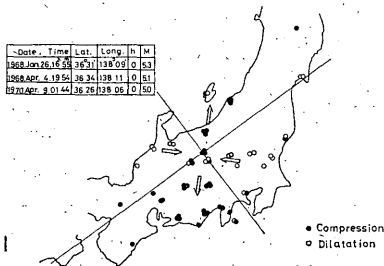 Date, Time Lat. Long. h M
1968.Jan.26,16 55 36°31 138°09 0 5.3
1968.Apr. 4.19 54 36 34 138 11 0 5.1
1970.Apr. 9.01 44 36 26 138 06 0 5.0
Compression
Dilatation